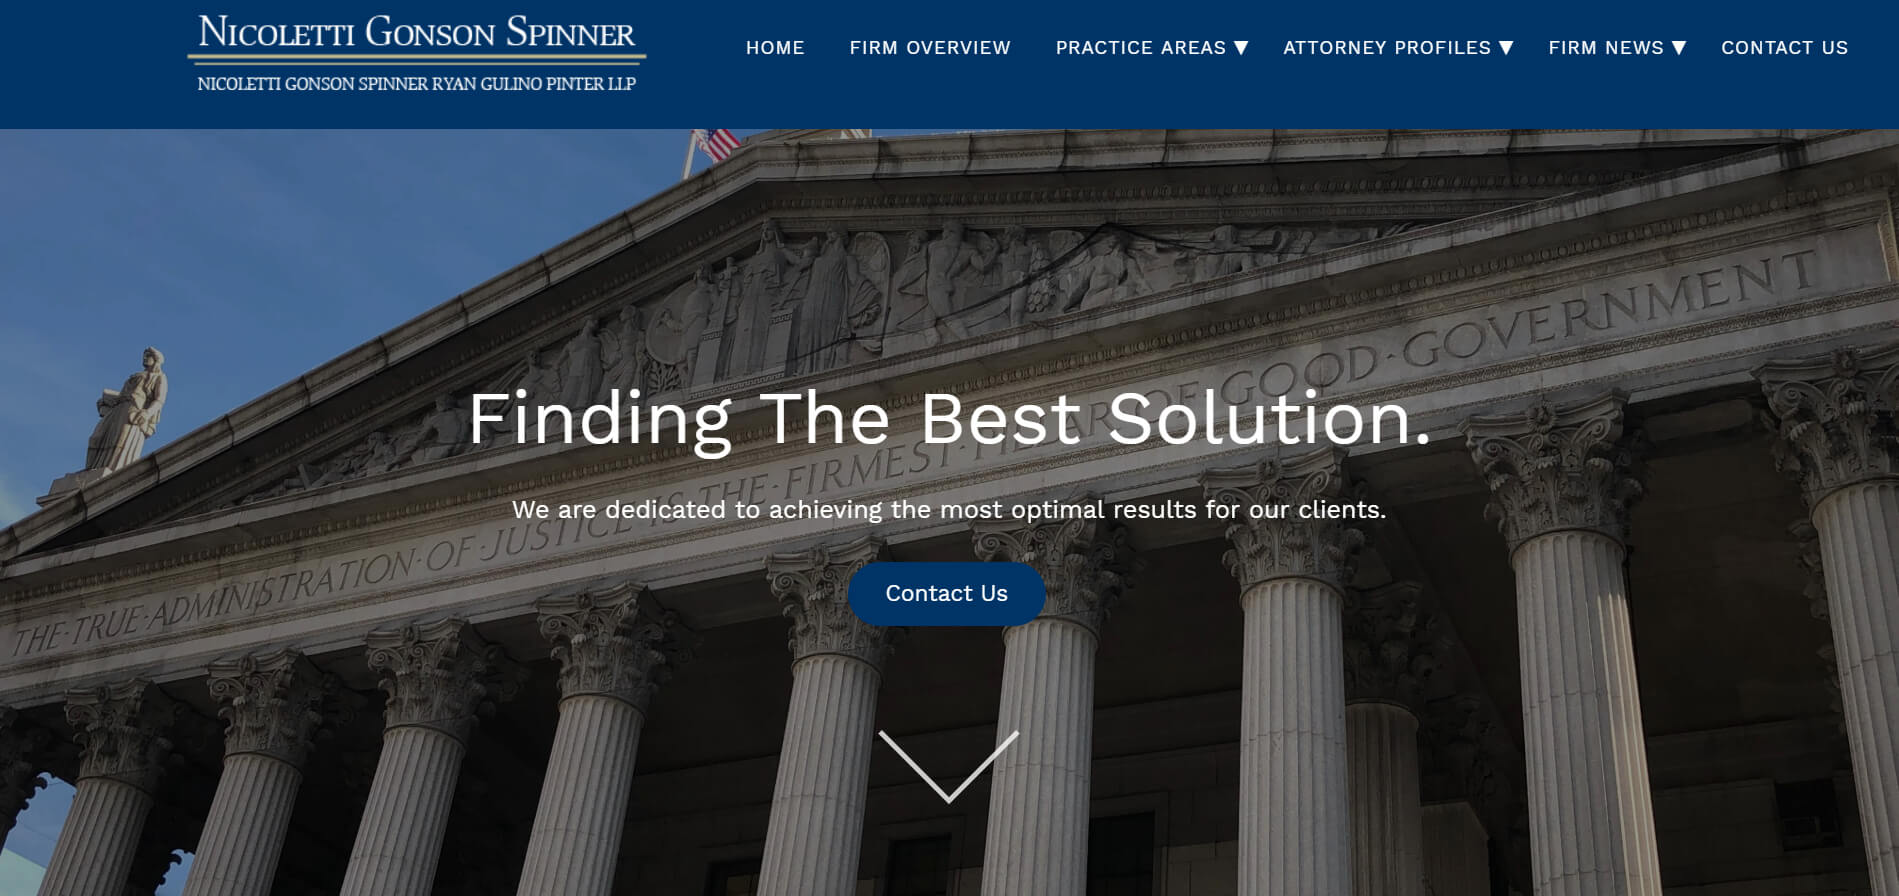 NICOLETTI GONSON SPINNER
NICOLETTI GONSON SPINNER RYAN GULINO PINTER LLP
HOME FIRM OVERVIEW PRACTICE AREAS ▼ ATTORNEY PROFILES ▼ FIRM NEWS ▼ CONTACT US
THE·TRUE·ADMINISTRATION·OF·JUSTICE IS THE·FIRMEST OF GOOD·GOVERNMENT
Finding The Best Solution.
We are dedicated to achieving the most optimal results for our clients.
Contact Us